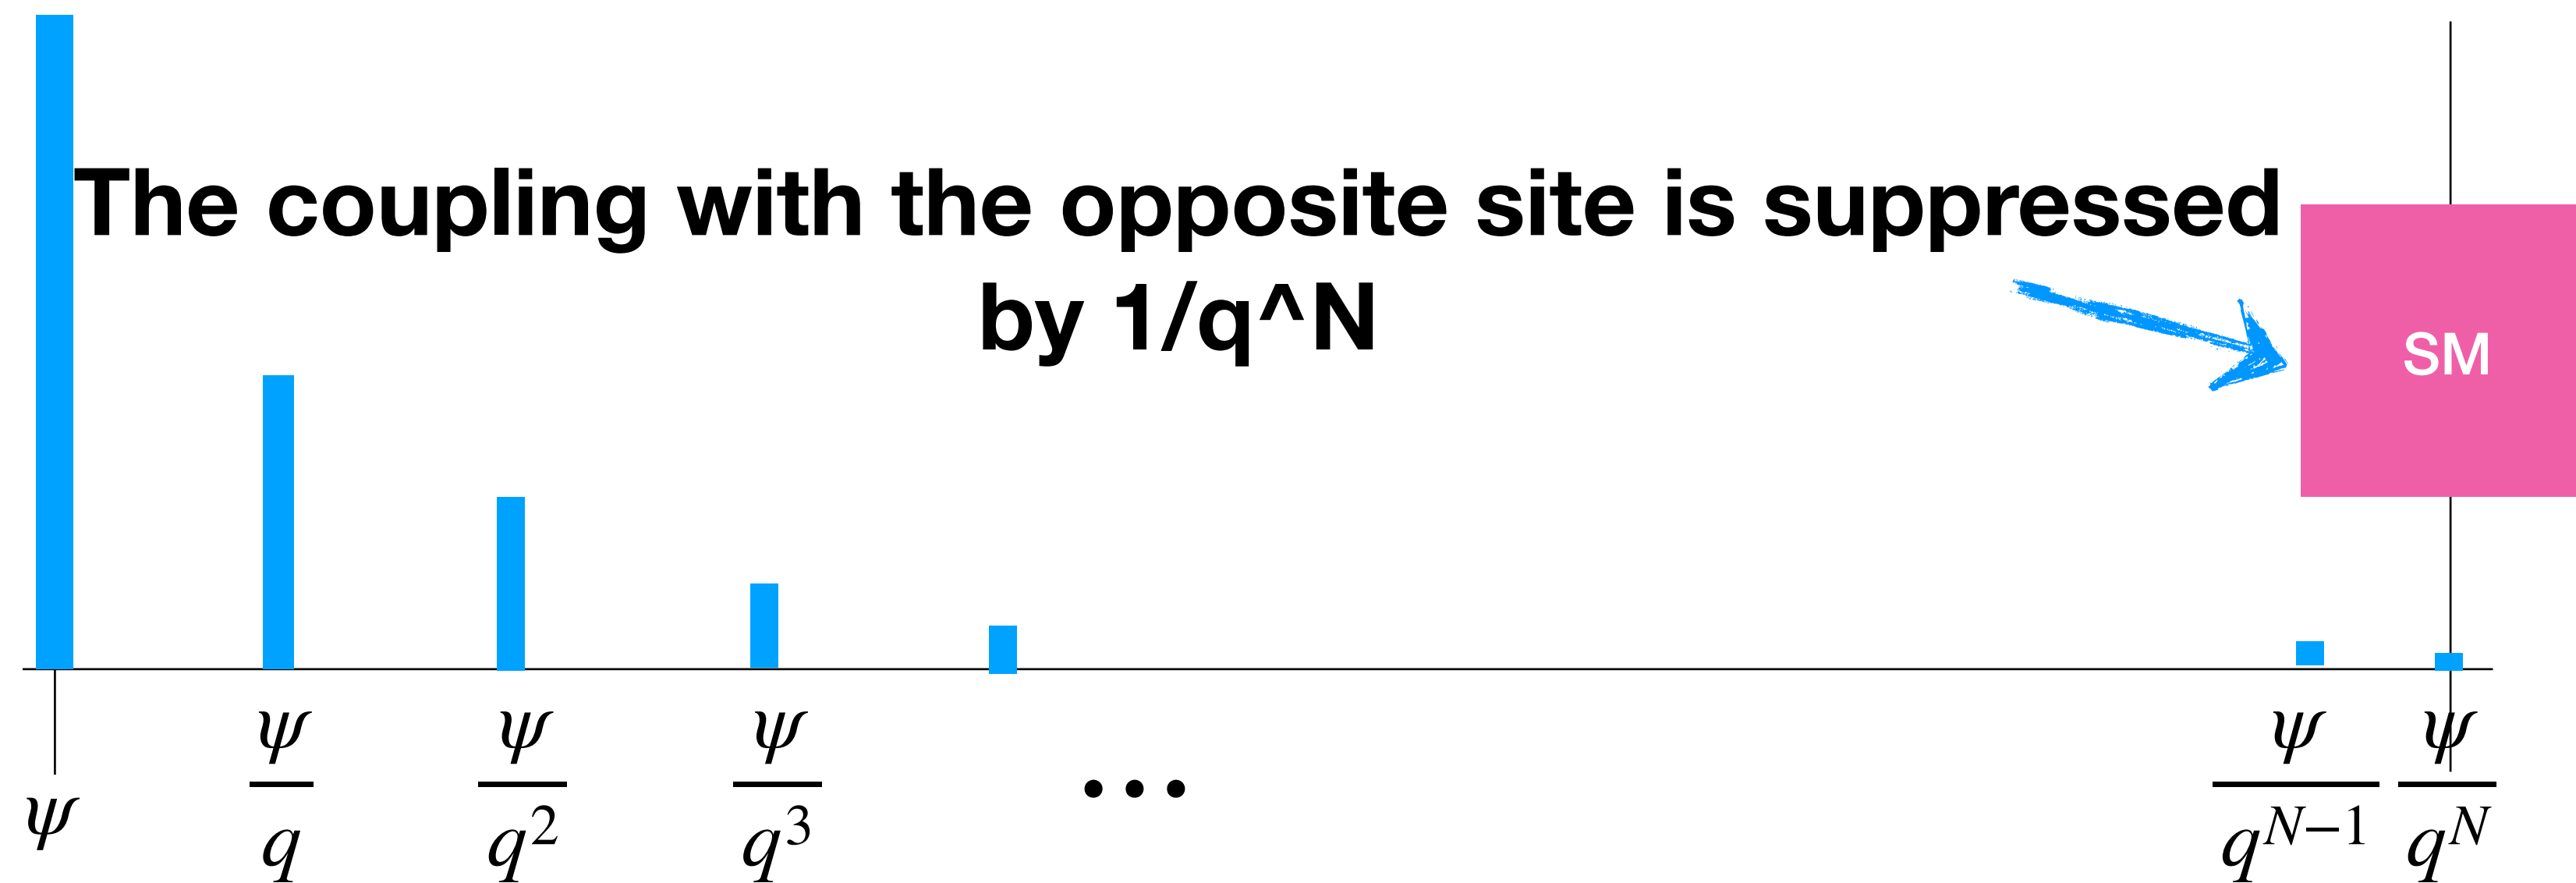 The coupling with the opposite site is suppressed
by 1/q^N
SM
ψ
ψ/q
ψ/q^2
ψ/q^3
...
ψ/q^{N-1}
ψ/q^N